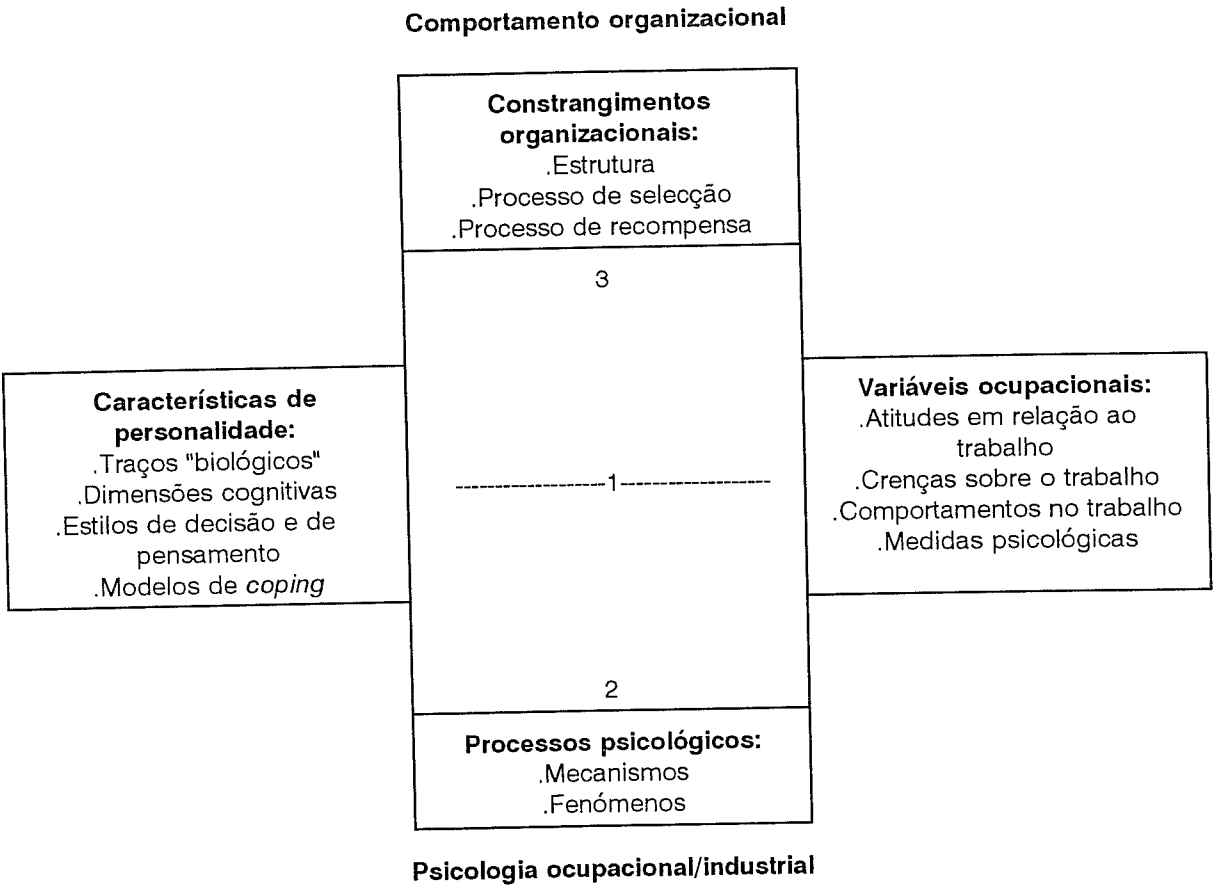 Comportamento organizacional
Constrangimentos
organizacionais:
.Estrutura
.Processo de selecção
.Processo de recompensa
3
Características de
personalidade:
.Traços "biológicos"
.Dimensões cognitivas
.Estilos de decisão e de
pensamento
.Modelos de coping
1
Variáveis ocupacionais:
.Atitudes em relação ao
trabalho
.Crenças sobre o trabalho
.Comportamentos no trabalho
.Medidas psicológicas
2
Processos psicológicos:
.Mecanismos
.Fenómenos
Psicologia ocupacional/industrial